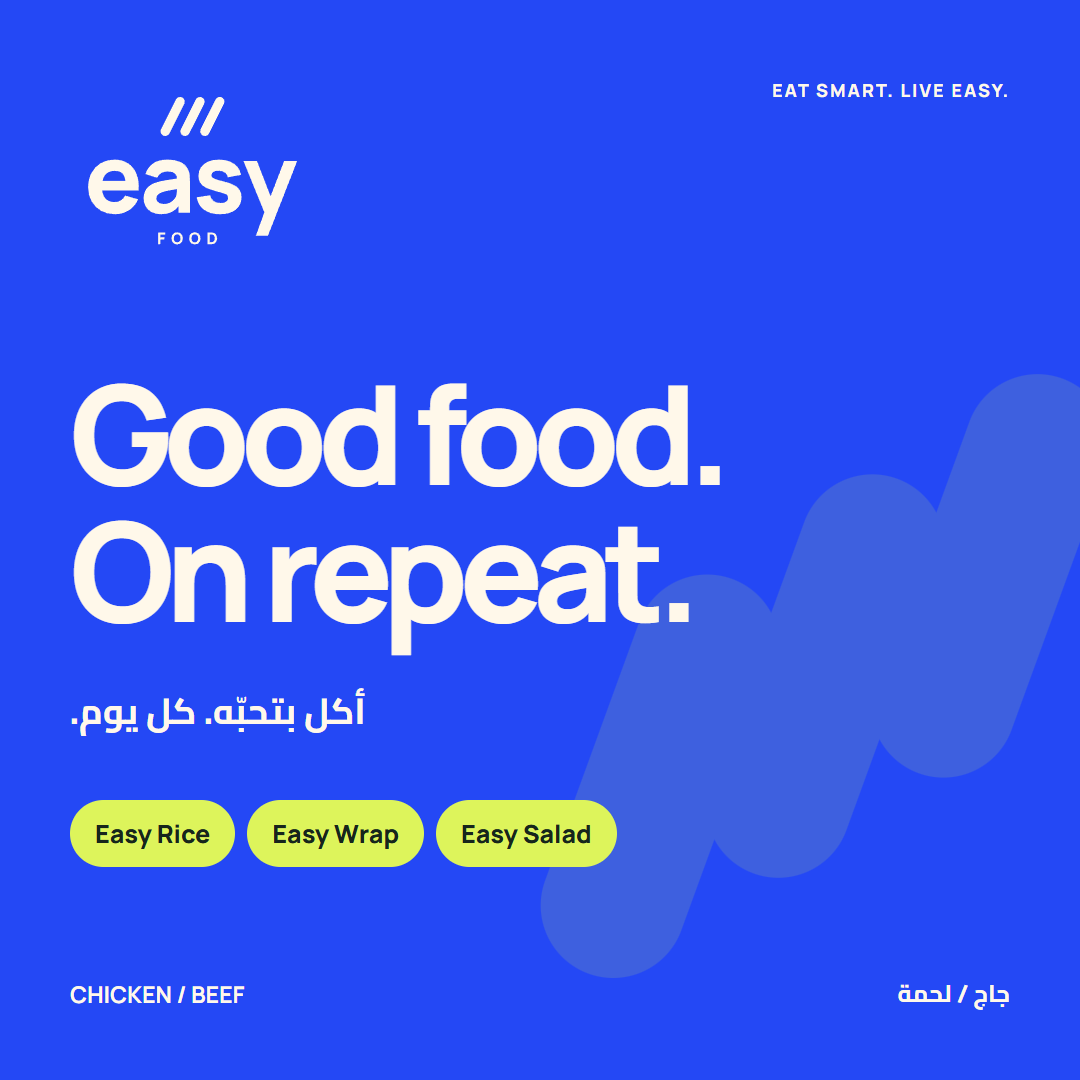 EAT SMART. LIVE EASY.
easy
FOOD
Good food.
On repeat.
أكل بتحبّه. كل يوم.
Easy Rice
Easy Wrap
Easy Salad
CHICKEN / BEEF
جاج / لحمة